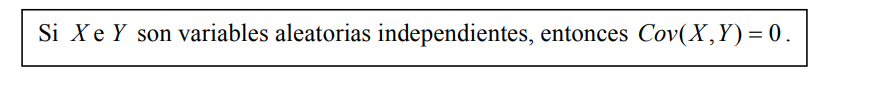 Si X e Y son variables aleatorias independientes, entonces Cov(X,Y) = 0.